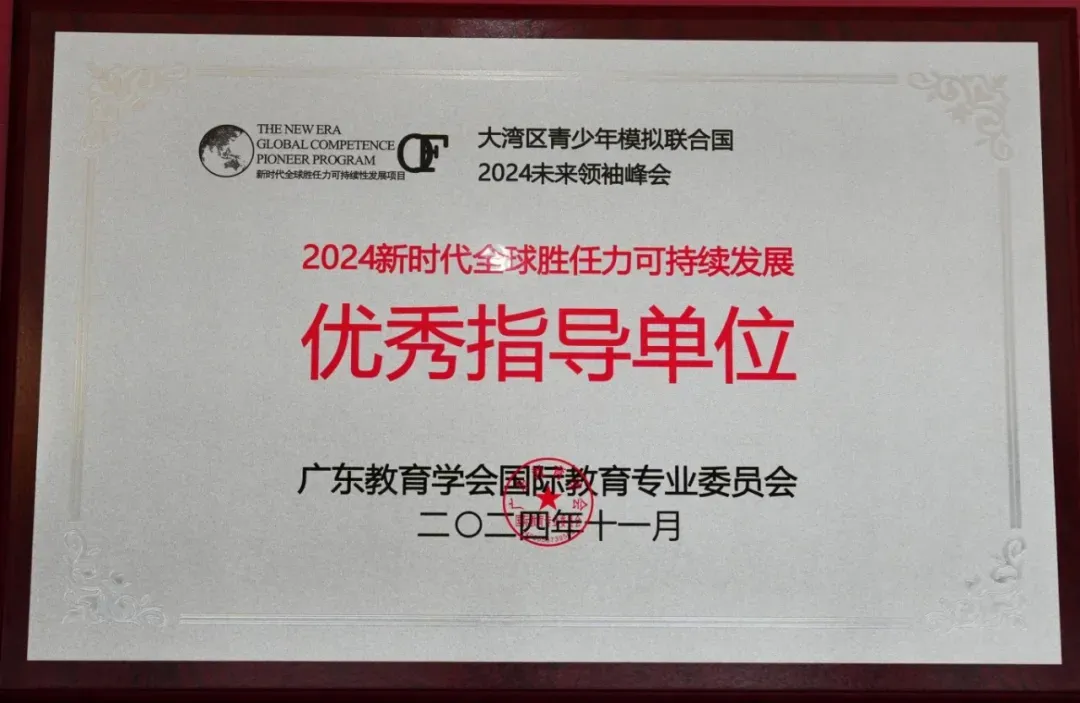 THE NEW ERA
GLOBAL COMPETENCE
PIONEER PROGRAM
新时代全球胜任力可持续性发展项目
大湾区青少年模拟联合国
2024未来领袖峰会
2024新时代全球胜任力可持续发展
优秀指导单位
广东教育学会国际教育专业委员会
二〇二四年十一月